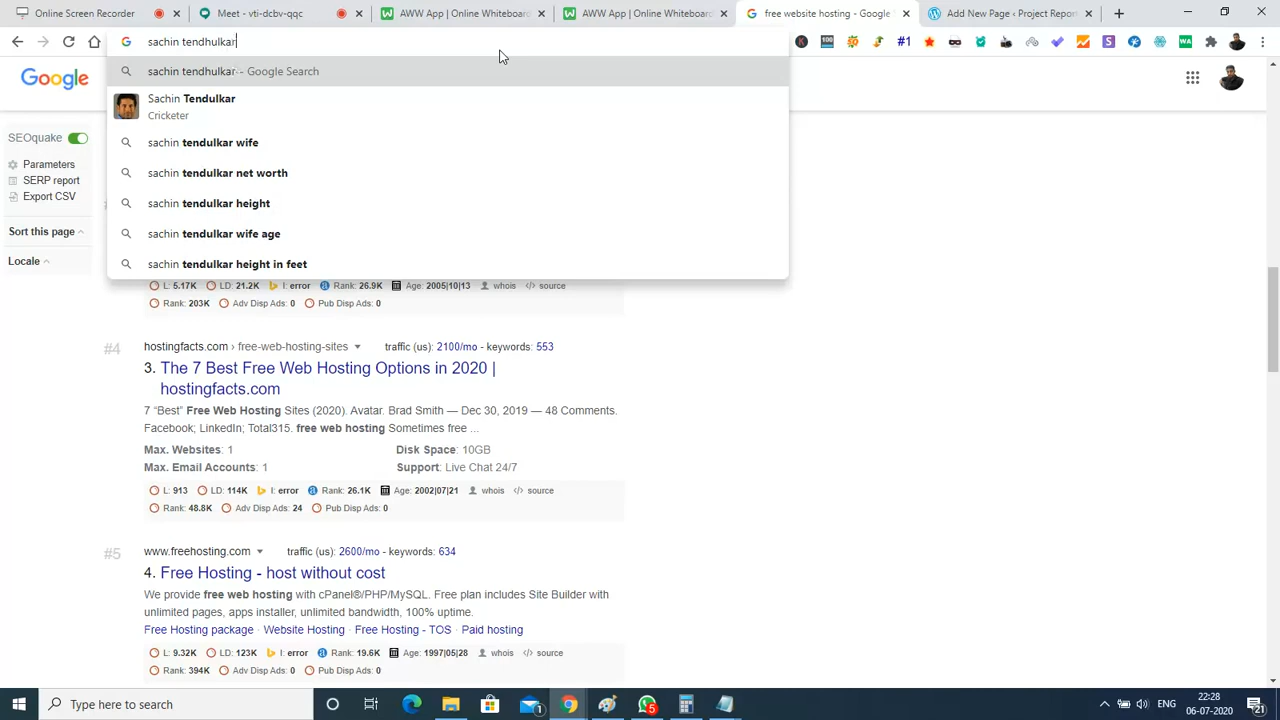 Online Screen Recorder
Meet - vti-dcbv-qqc
AWW App | Online Whiteboard
AWW App | Online Whiteboard
free website hosting - Google S
Add New Page ‹ Project Report
sachin tendhulkar
100
#1
sachin tendhulkar - Google Search
Google
Sachin Tendulkar
Cricketer
SEOquake
sachin tendulkar wife
Parameters
sachin tendulkar net worth
SERP report
Export CSV
sachin tendulkar height
Sort this page
sachin tendulkar wife age
Locale
sachin tendulkar height in feet
L: 5.17K LD: 21.2K I: error Rank: 26.9K Age: 2005|10|13 whois </> source
Rank: 203K Adv Disp Ads: 0 Pub Disp Ads: 0
#4 hostingfacts.com › free-web-hosting-sites traffic (us): 2100/mo - keywords: 553
3. The 7 Best Free Web Hosting Options in 2020 |
hostingfacts.com
7 “Best” Free Web Hosting Sites (2020). Avatar. Brad Smith — Dec 30, 2019 — 48 Comments.
Facebook; LinkedIn; Total315. free web hosting Sometimes free ...
Max. Websites: 1 Disk Space: 10GB
Max. Email Accounts: 1 Support: Live Chat 24/7
L: 913 LD: 114K I: error Rank: 26.1K Age: 2002|07|21 whois </> source
Rank: 48.8K Adv Disp Ads: 24 Pub Disp Ads: 0
#5 www.freehosting.com traffic (us): 2600/mo - keywords: 634
4. Free Hosting - host without cost
We provide free web hosting with cPanel®/PHP/MySQL. Free plan includes Site Builder with
unlimited pages, apps installer, unlimited bandwidth, 100% uptime.
Free Hosting package · Website Hosting · Free Hosting - TOS · Paid hosting
L: 9.32K LD: 123K I: error Rank: 19.6K Age: 1997|05|28 whois </> source
Rank: 394K Adv Disp Ads: 0 Pub Disp Ads: 0
Type here to search
1
5
ENG
22:28
06-07-2020
21